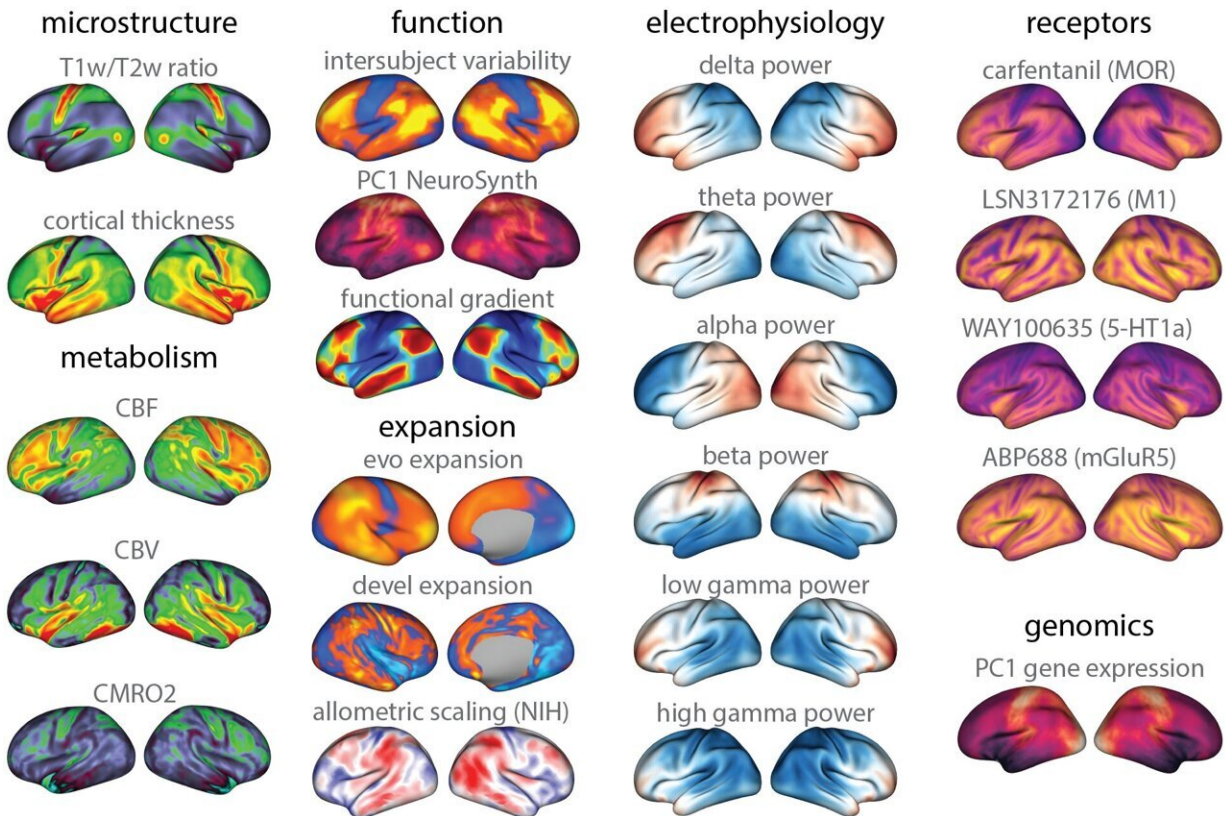 microstructure
T1w/T2w ratio
cortical thickness
metabolism
CBF
CBV
CMRO2
function
intersubject variability
PC1 NeuroSynth
functional gradient
expansion
evo expansion
devel expansion
allometric scaling (NIH)
electrophysiology
delta power
theta power
alpha power
beta power
low gamma power
high gamma power
receptors
carfentanil (MOR)
LSN3172176 (M1)
WAY100635 (5-HT1a)
ABP688 (mGluR5)
genomics
PC1 gene expression